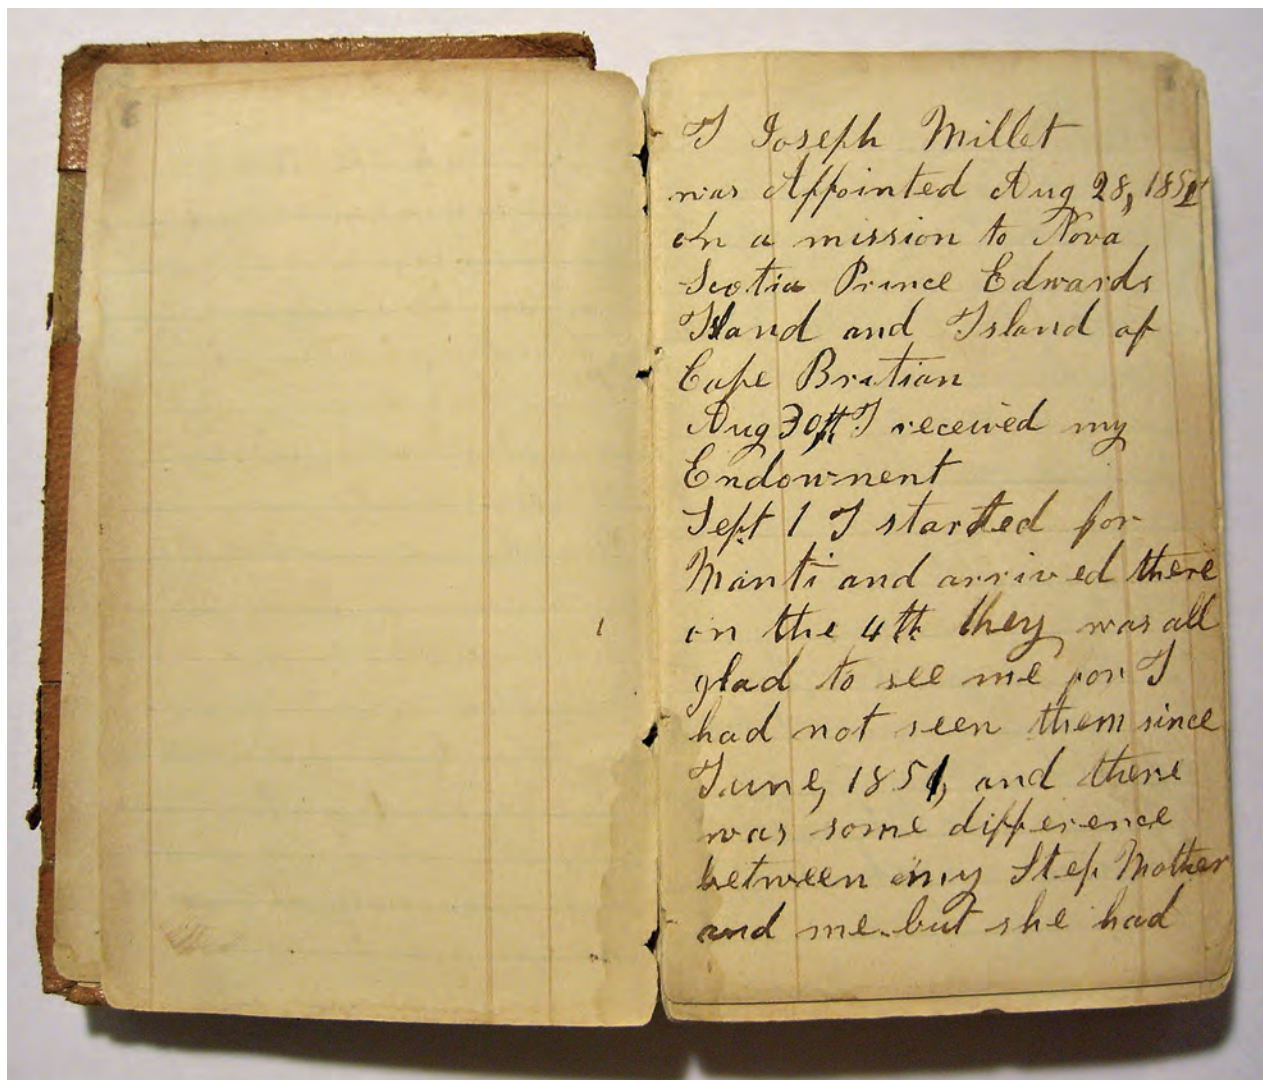 I Joseph Millet
was Appointed Aug 28, 185
on a mission to Nova
Scotia Prince Edwards
Island and Island of
Cape Britian
Aug 30th I received my
Endowment
Sept 1 I started for
Manti and arrived there
on the 4th they was all
glad to see me for I
had not seen them since
June, 1851, and there
was some difference
between my Step Mother
and me but she had